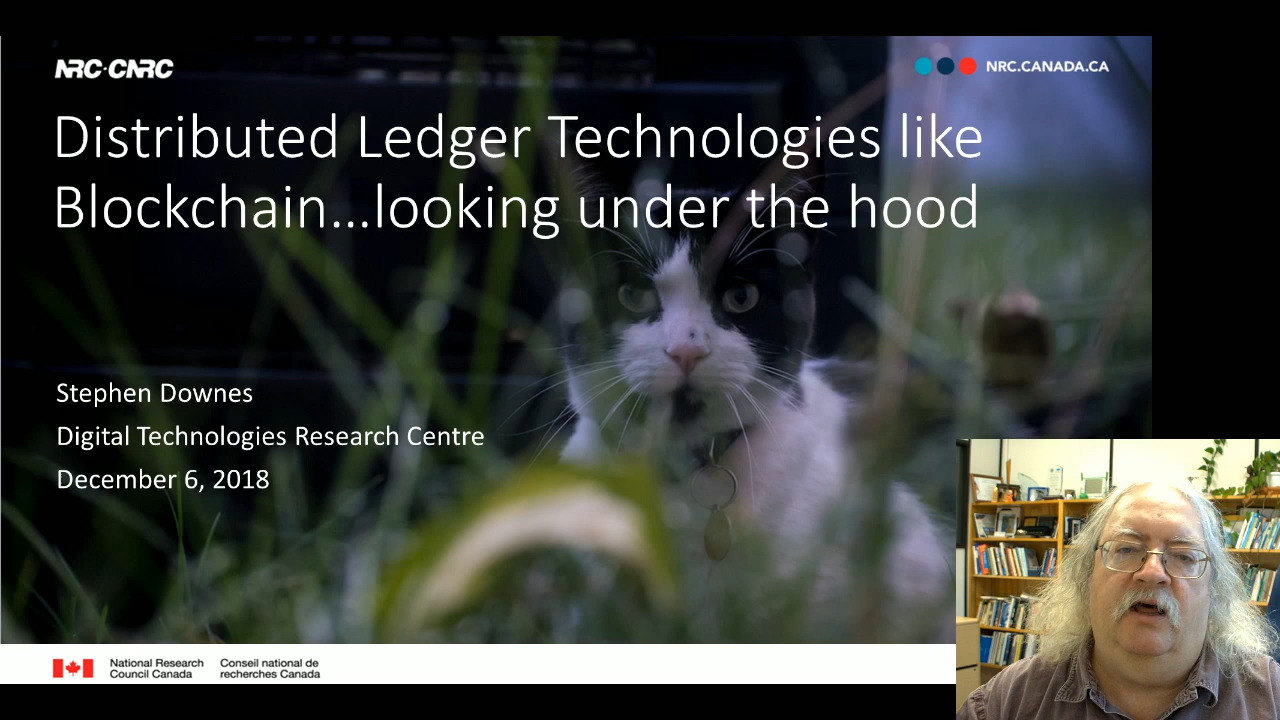 NRC·CNRC
NRC.CANADA.CA
Distributed Ledger Technologies like
Blockchain...looking under the hood
Stephen Downes
Digital Technologies Research Centre
December 6, 2018
National Research
Council Canada
Conseil national de
recherches Canada